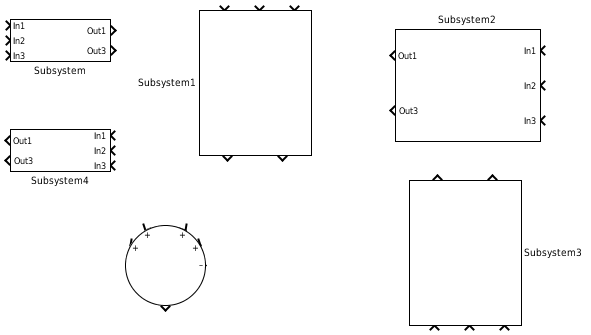 In1
In2
In3
Out1
Out3
Subsystem
Subsystem1
Subsystem2
Out1
Out3
In1
In2
In3
Out1
Out3
In1
In2
In3
Subsystem4
+ + + + -
Subsystem3